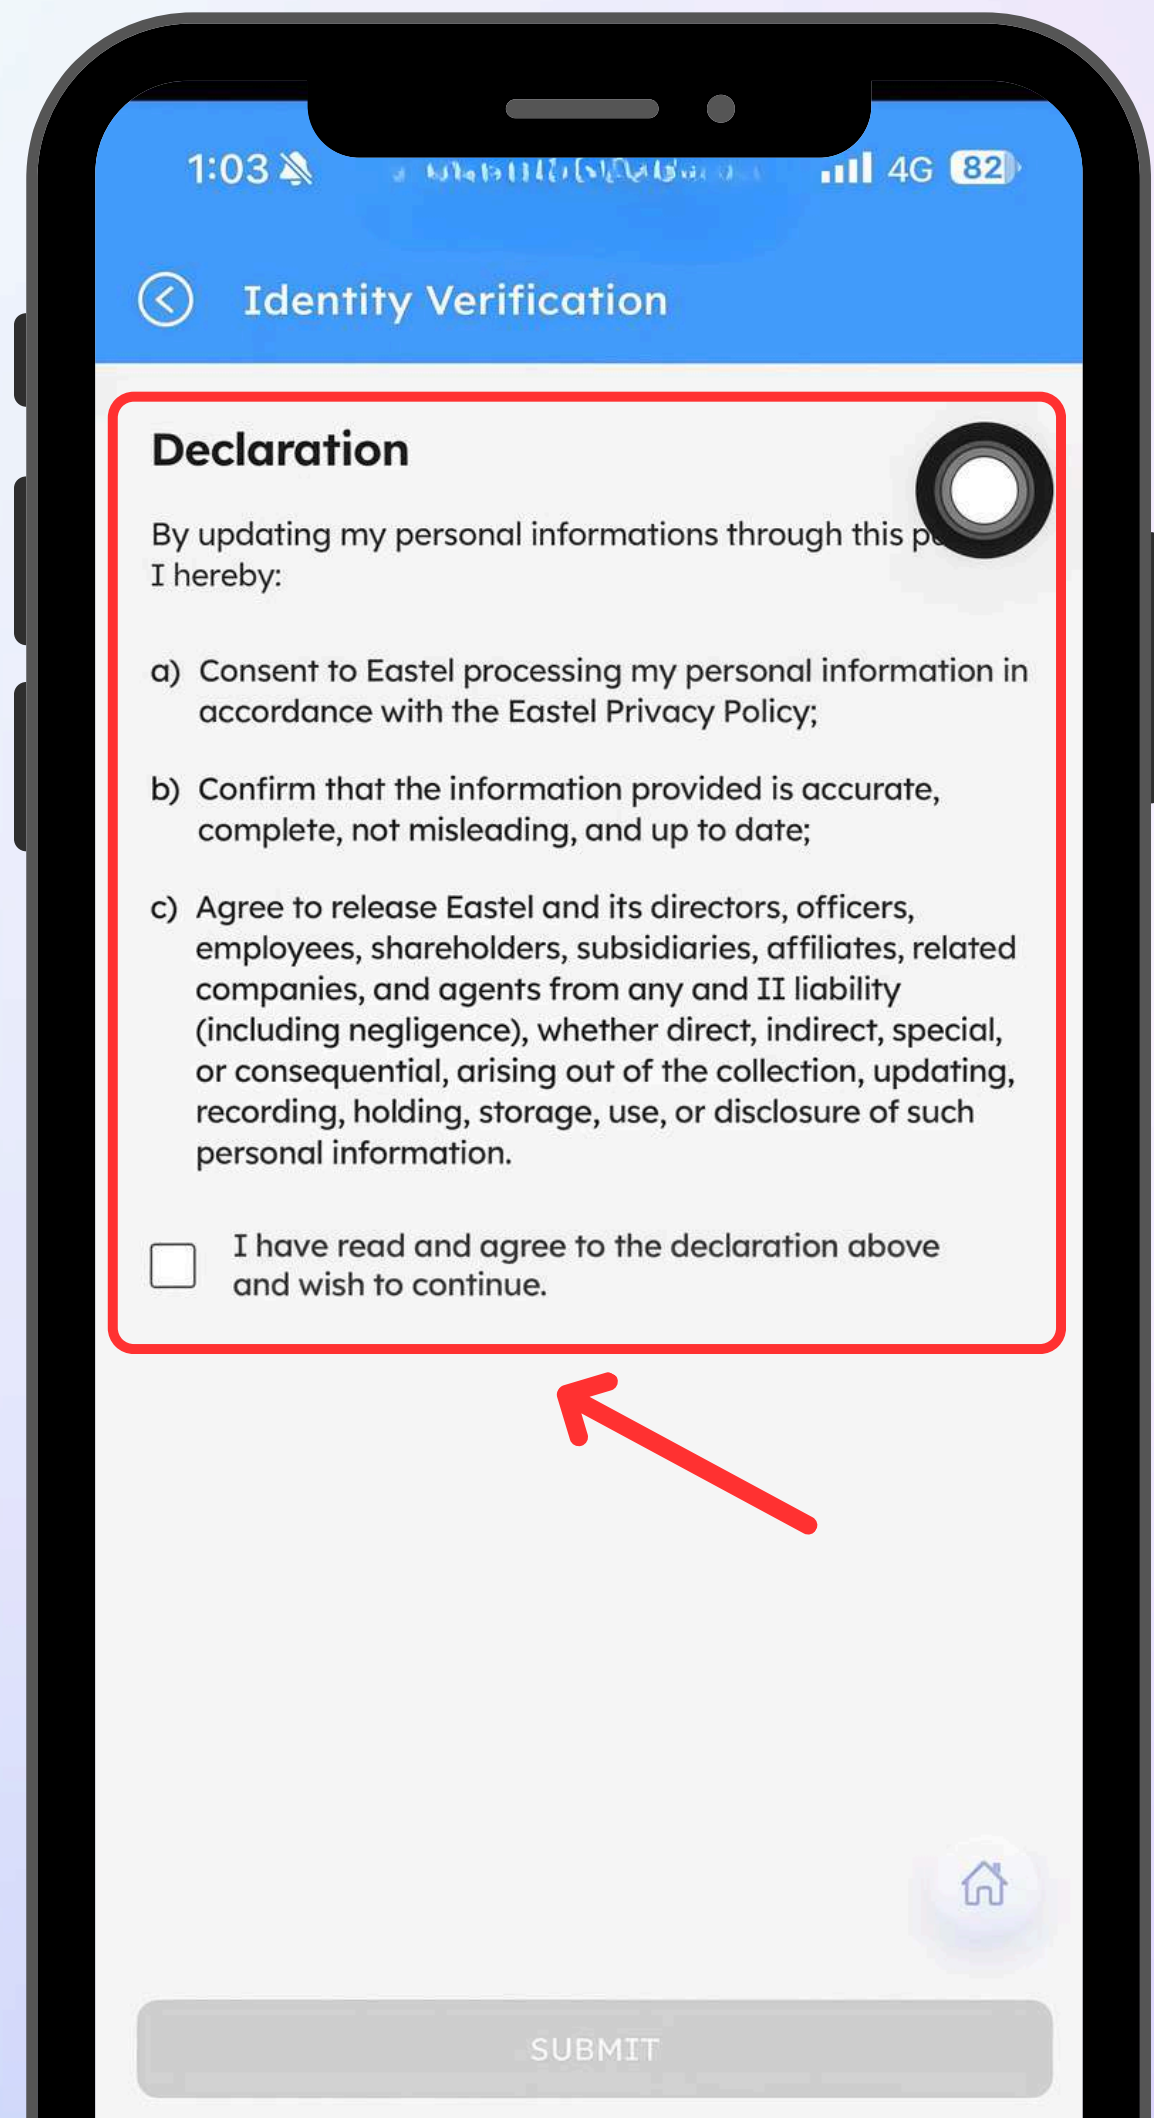 1:03 4G 82
Identity Verification
Declaration
By updating my personal informations through this
I hereby:
a) Consent to Eastel processing my personal information in
accordance with the Eastel Privacy Policy;
b) Confirm that the information provided is accurate,
complete, not misleading, and up to date;
c) Agree to release Eastel and its directors, officers,
employees, shareholders, subsidiaries, affiliates, related
companies, and agents from any and II liability
(including negligence), whether direct, indirect, special,
or consequential, arising out of the collection, updating,
recording, holding, storage, use, or disclosure of such
personal information.
I have read and agree to the declaration above
and wish to continue.
SUBMIT